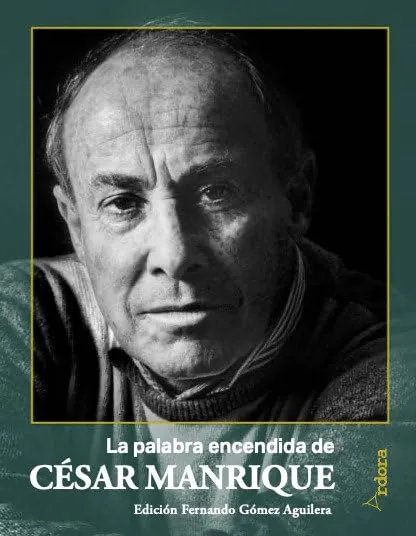 La palabra encendida de
CÉSAR MANRIQUE
Edición Fernando Gómez Aguilera
Ardora